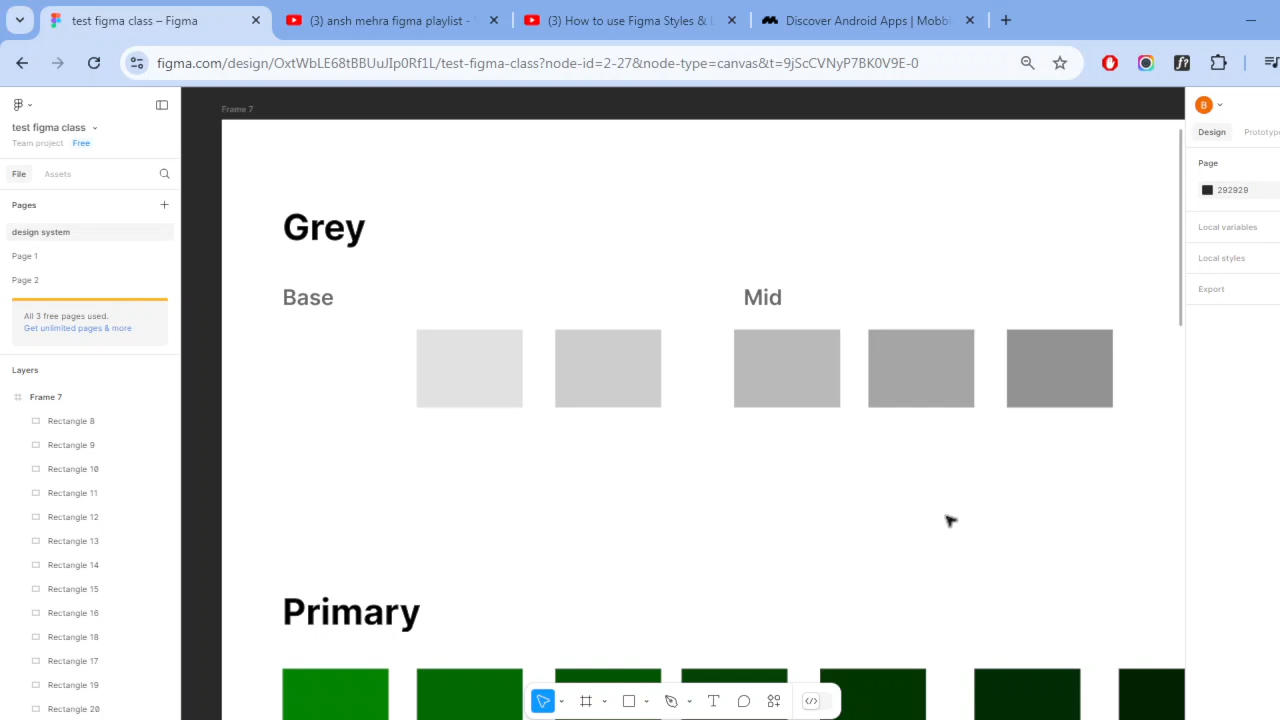 test figma class – Figma
(3) ansh mehra figma playlist -
(3) How to use Figma Styles & L
Discover Android Apps | Mobbi
figma.com/design/OxtWbLE68tBBUuJIp0Rf1L/test-figma-class?node-id=2-27&node-type=canvas&t=9jScCVNyP7BK0V9E-0
f?
test figma class
Team project Free
File Assets
Pages
design system
Page 1
Page 2
All 3 free pages used.
Get unlimited pages & more
Layers
Frame 7
Rectangle 8
Rectangle 9
Rectangle 10
Rectangle 11
Rectangle 12
Rectangle 13
Rectangle 14
Rectangle 15
Rectangle 16
Rectangle 18
Rectangle 17
Rectangle 19
Rectangle 20
Frame 7
Grey
Base Mid
Primary
B
Design Prototype
Page
292929
Local variables
Local styles
Export